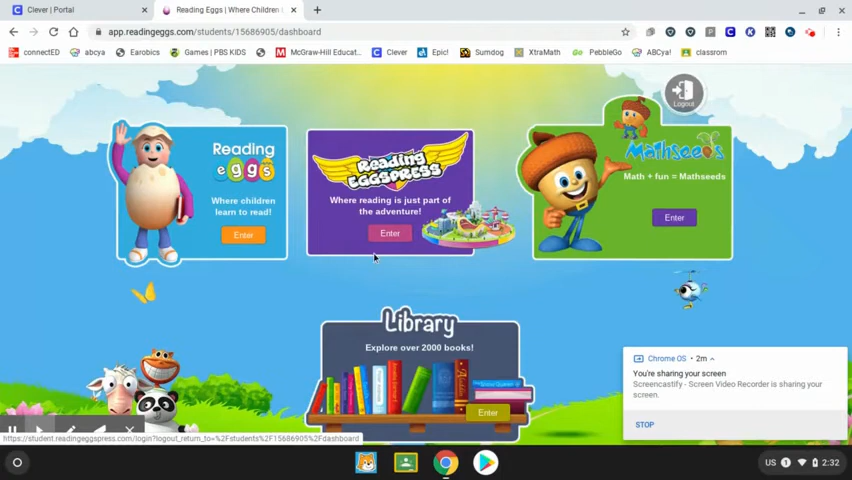 Clever | Portal
Reading Eggs | Where Children L
app.readingeggs.com/students/15686905/dashboard
connectED
abcya
Earobics
Games | PBS KIDS
McGraw-Hill Educat...
Clever
Epic!
Sumdog
XtraMath
PebbleGo
ABCya!
classrom
Logout
Reading
eggs
Where children
learn to read!
Enter
Reading
EGGSPRESS
Where reading is just part of
the adventure!
Enter
Mathseeds
Math + fun = Mathseeds
Enter
Library
Explore over 2000 books!
Enter
Chrome OS • 2m
You're sharing your screen
Screencastify - Screen Video Recorder is sharing your
screen.
STOP
https://student.readingeggspress.com/login?logout_return_to=%2Fstudents%2F15686905%2Fdashboard
US
1
2:32